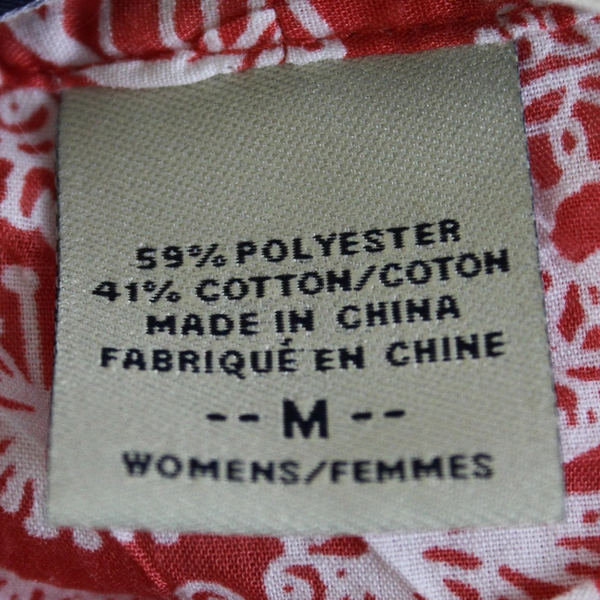 59% POLYESTER
41% COTTON/COTON
MADE IN CHINA
FABRIQUÉ EN CHINE
-- M --
WOMENS/FEMMES